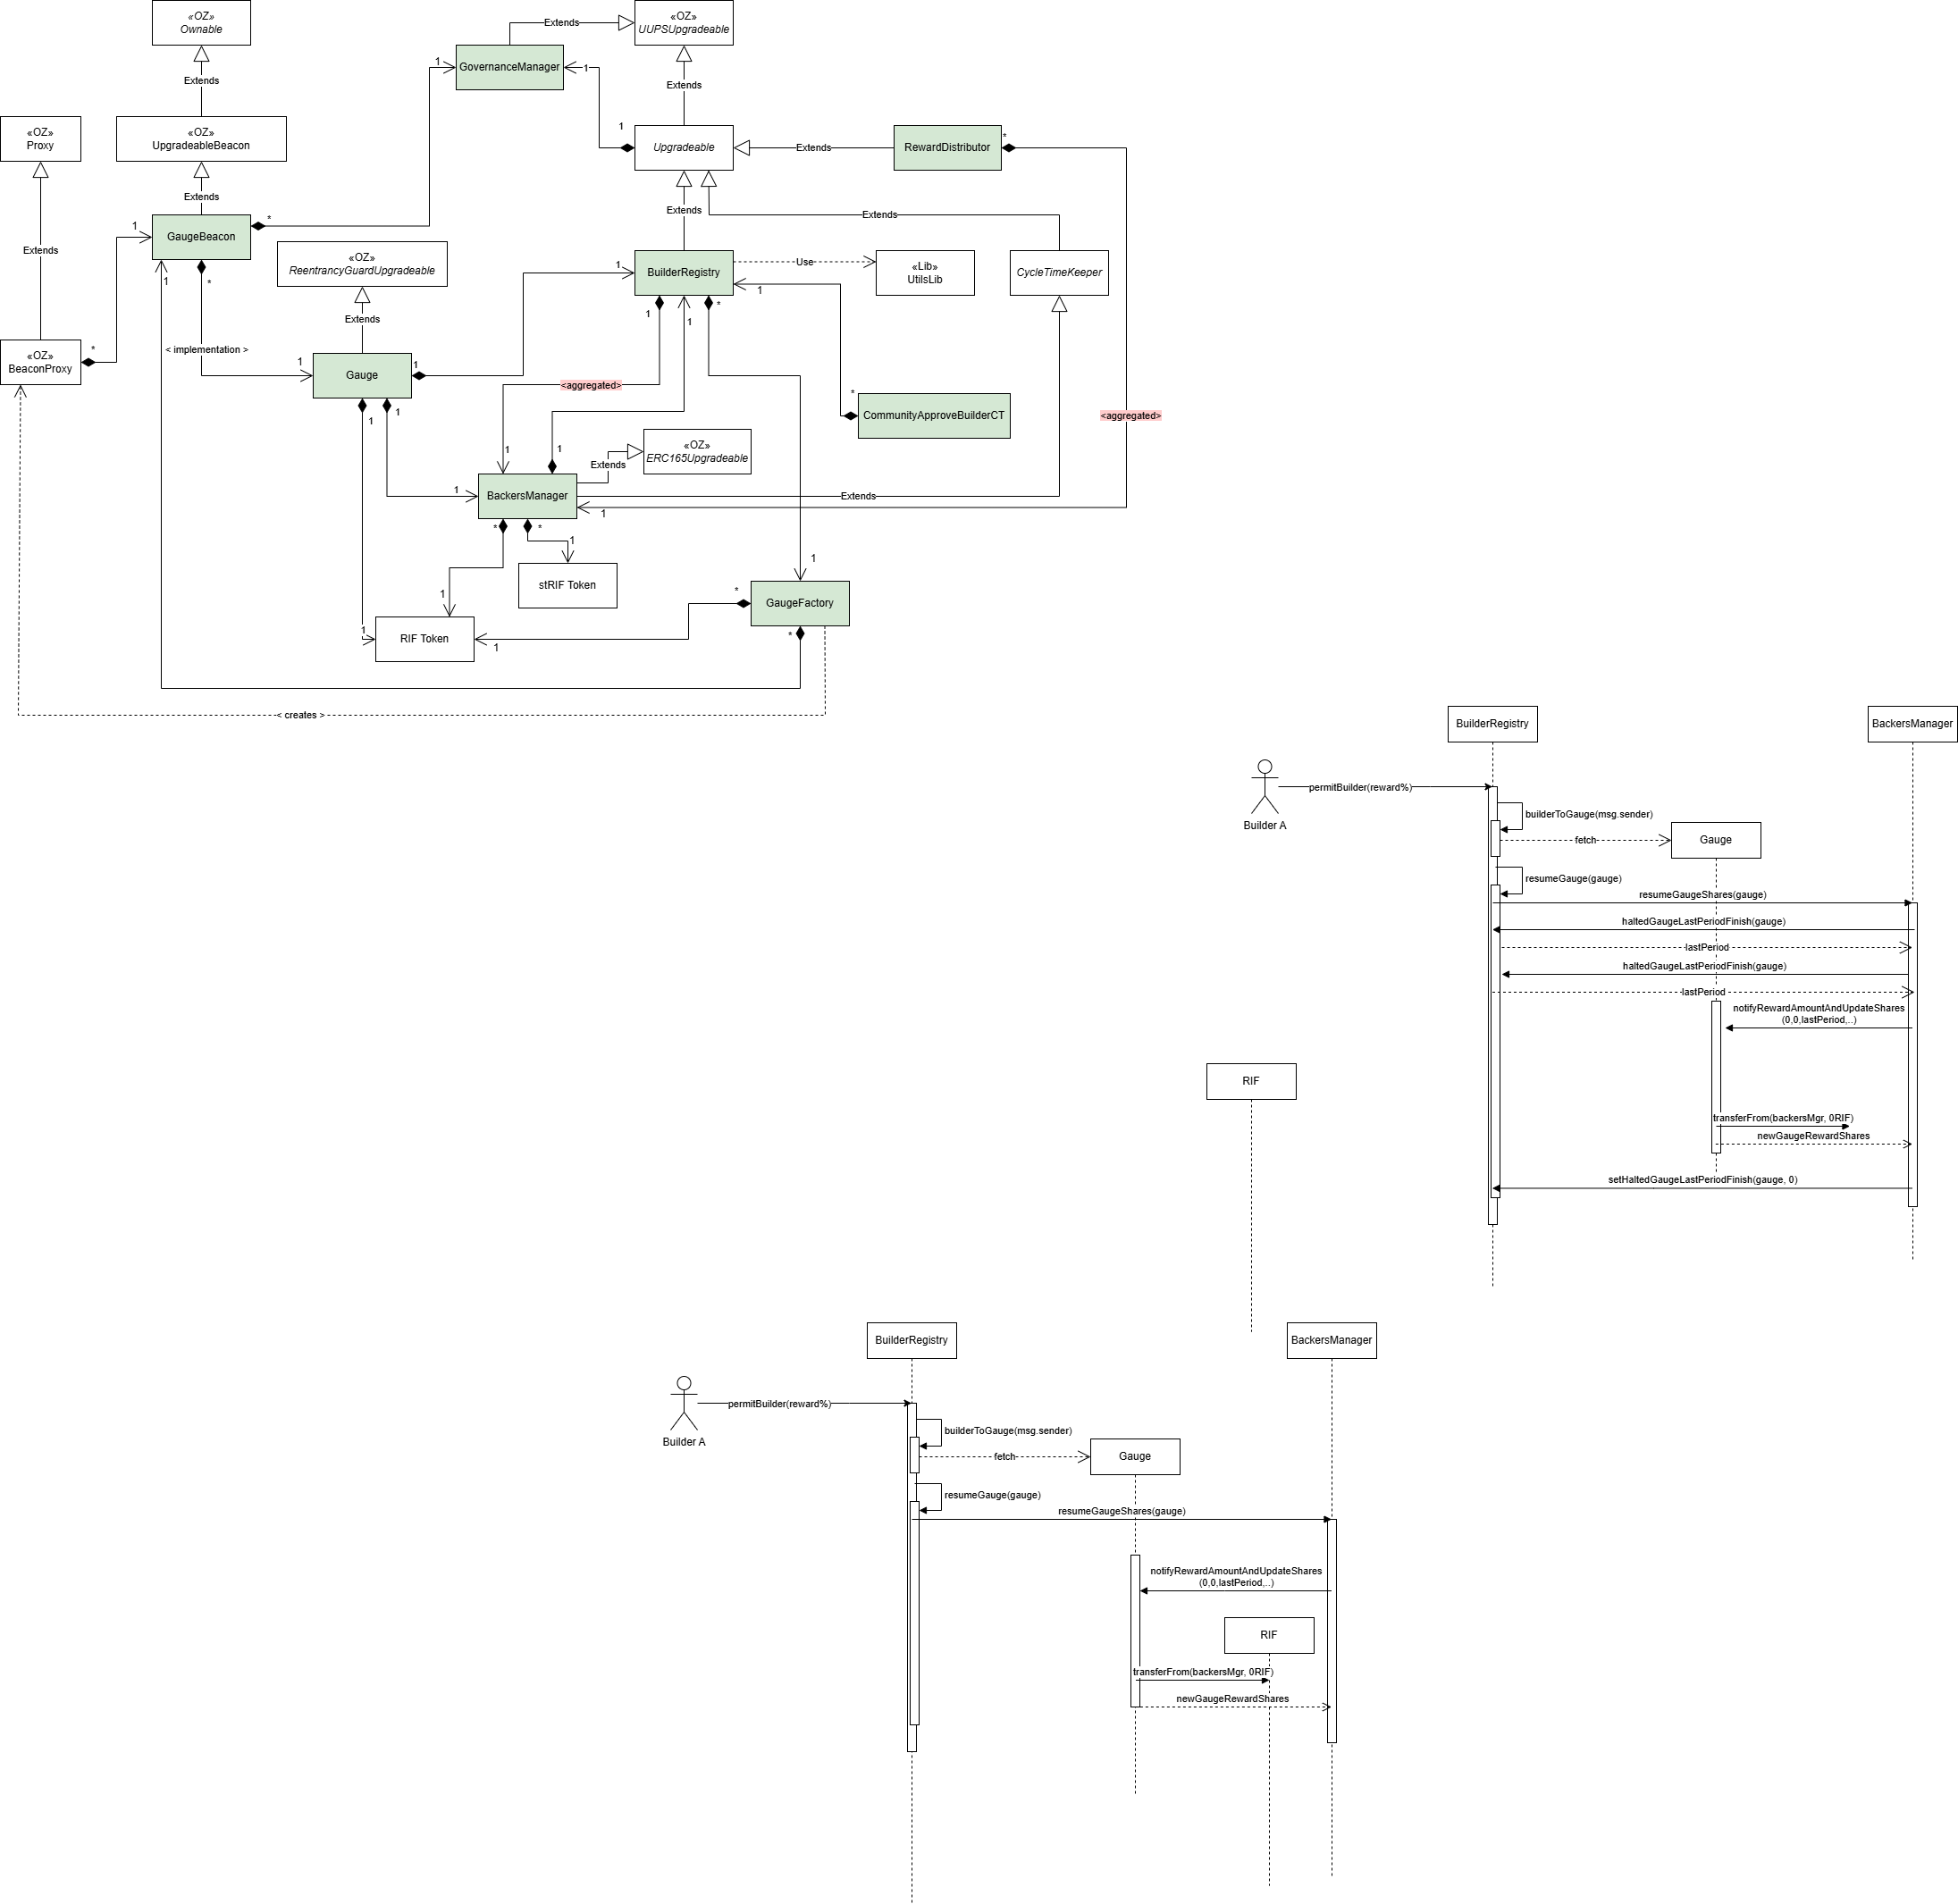 «OZ»
Ownable
Extends
«OZ»
UUPSUpgradeable
Extends
GovernanceManager
1
1
Extends
«OZ»
Proxy
«OZ»
UpgradeableBeacon
1
Upgradeable
Extends
RewardDistributor
*
Extends
Extends
Extends
Extends
GaugeBeacon
*
1
1
*
«OZ»
ReentrancyGuardUpgradeable
1
BuilderRegistry
Use
«Lib»
UtilsLib
CycleTimeKeeper
1
1
1
*
Extends
< implementation >
*
1
«OZ»
BeaconProxy
Gauge
1
1
1
<aggregated>
*
CommunityApproveBuilderCT
<aggregated>
1
1
«OZ»
ERC165Upgradeable
Extends
1
BackersManager
Extends
1
*
*
1
1
stRIF Token
1
*
GaugeFactory
*
1
RIF Token
1
< creates >
BuilderRegistry
BackersManager
permitBuilder(reward%)
Builder A
builderToGauge(msg.sender)
fetch
Gauge
resumeGauge(gauge)
resumeGaugeShares(gauge)
haltedGaugeLastPeriodFinish(gauge)
lastPeriod
haltedGaugeLastPeriodFinish(gauge)
lastPeriod
notifyRewardAmountAndUpdateShares
(0,0,lastPeriod,..)
RIF
transferFrom(backersMgr, 0RIF)
newGaugeRewardShares
setHaltedGaugeLastPeriodFinish(gauge, 0)
BuilderRegistry
BackersManager
permitBuilder(reward%)
Builder A
builderToGauge(msg.sender)
fetch
Gauge
resumeGauge(gauge)
resumeGaugeShares(gauge)
notifyRewardAmountAndUpdateShares
(0,0,lastPeriod,..)
RIF
transferFrom(backersMgr, 0RIF)
newGaugeRewardShares